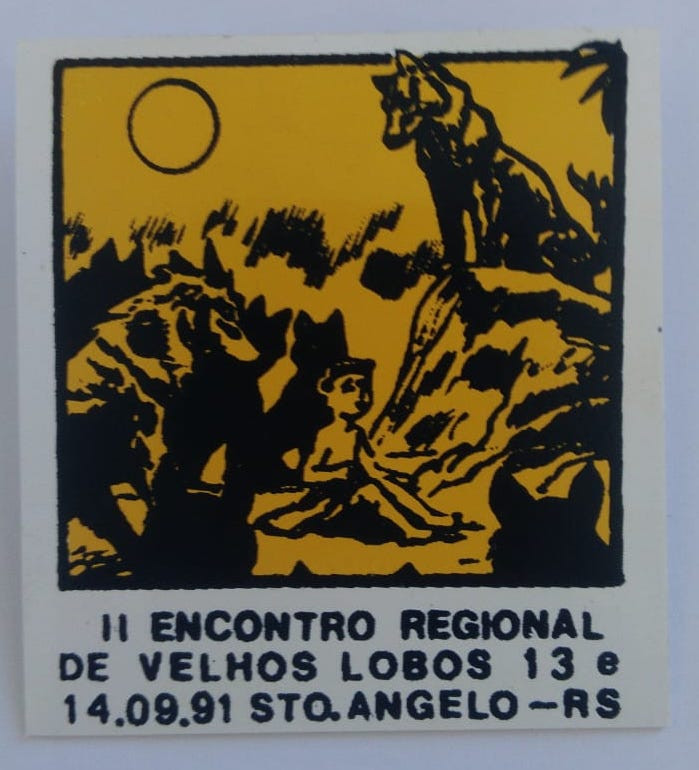 II ENCONTRO REGIONAL
DE VELHOS LOBOS 13 e
14.09.91 STO. ANGELO-RS